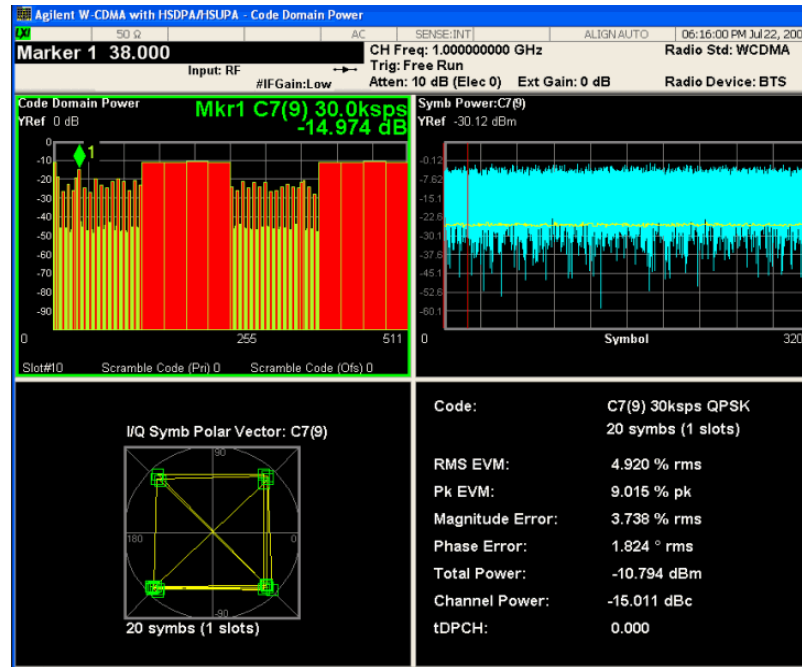 Agilent W-CDMA with HSDPA/HSUPA - Code Domain Power
LXI 50 Ω AC SENSE:INT ALIGN AUTO 06:16:00 PM Jul 22, 200
Marker 1 38.000
Input: RF
#IFGain:Low
CH Freq: 1.000000000 GHz
Trig: Free Run
Atten: 10 dB (Elec 0) Ext Gain: 0 dB
Radio Std: WCDMA
Radio Device: BTS
Code Domain Power
YRef 0 dB
Mkr1 C7(9) 30.0ksps
-14.974 dB
0
-10
-20
-30
-40
-50
-60
-70
-80
-90
1
0 255 511
Slot#10 Scramble Code (Pri) 0 Scramble Code (Ofs) 0
Symb Power:C7(9)
YRef -30.12 dBm
-0.12
-7.62
-15.1
-22.6
-30.1
-37.6
-45.1
-52.6
-60.1
0 Symbol 320
I/Q Symb Polar Vector: C7(9)
90
180 0
-90
20 symbs (1 slots)
Code: C7(9) 30ksps QPSK
20 symbs (1 slots)
RMS EVM: 4.920 % rms
Pk EVM: 9.015 % pk
Magnitude Error: 3.738 % rms
Phase Error: 1.824 ° rms
Total Power: -10.794 dBm
Channel Power: -15.011 dBc
tDPCH: 0.000